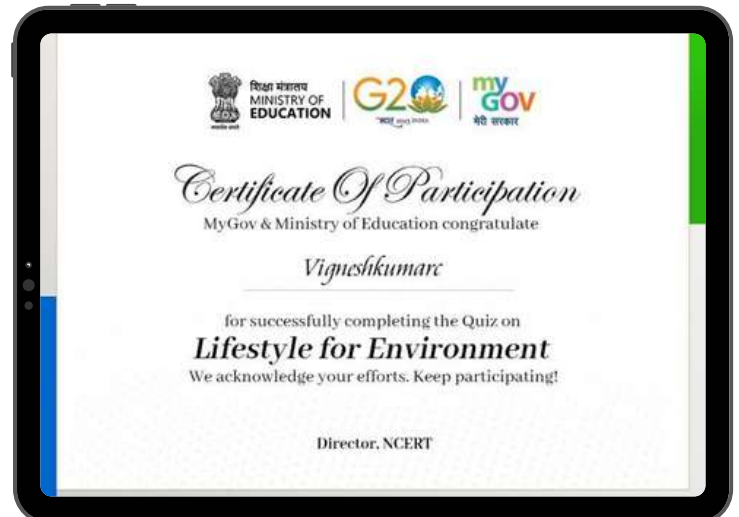 शिक्षा मंत्रालय
MINISTRY OF
EDUCATION
G20
my
GOV
मेरी सरकार
Certificate Of Participation
MyGov & Ministry of Education congratulate
Vigneshkumarc
for successfully completing the Quiz on
Lifestyle for Environment
We acknowledge your efforts. Keep participating!
Director, NCERT